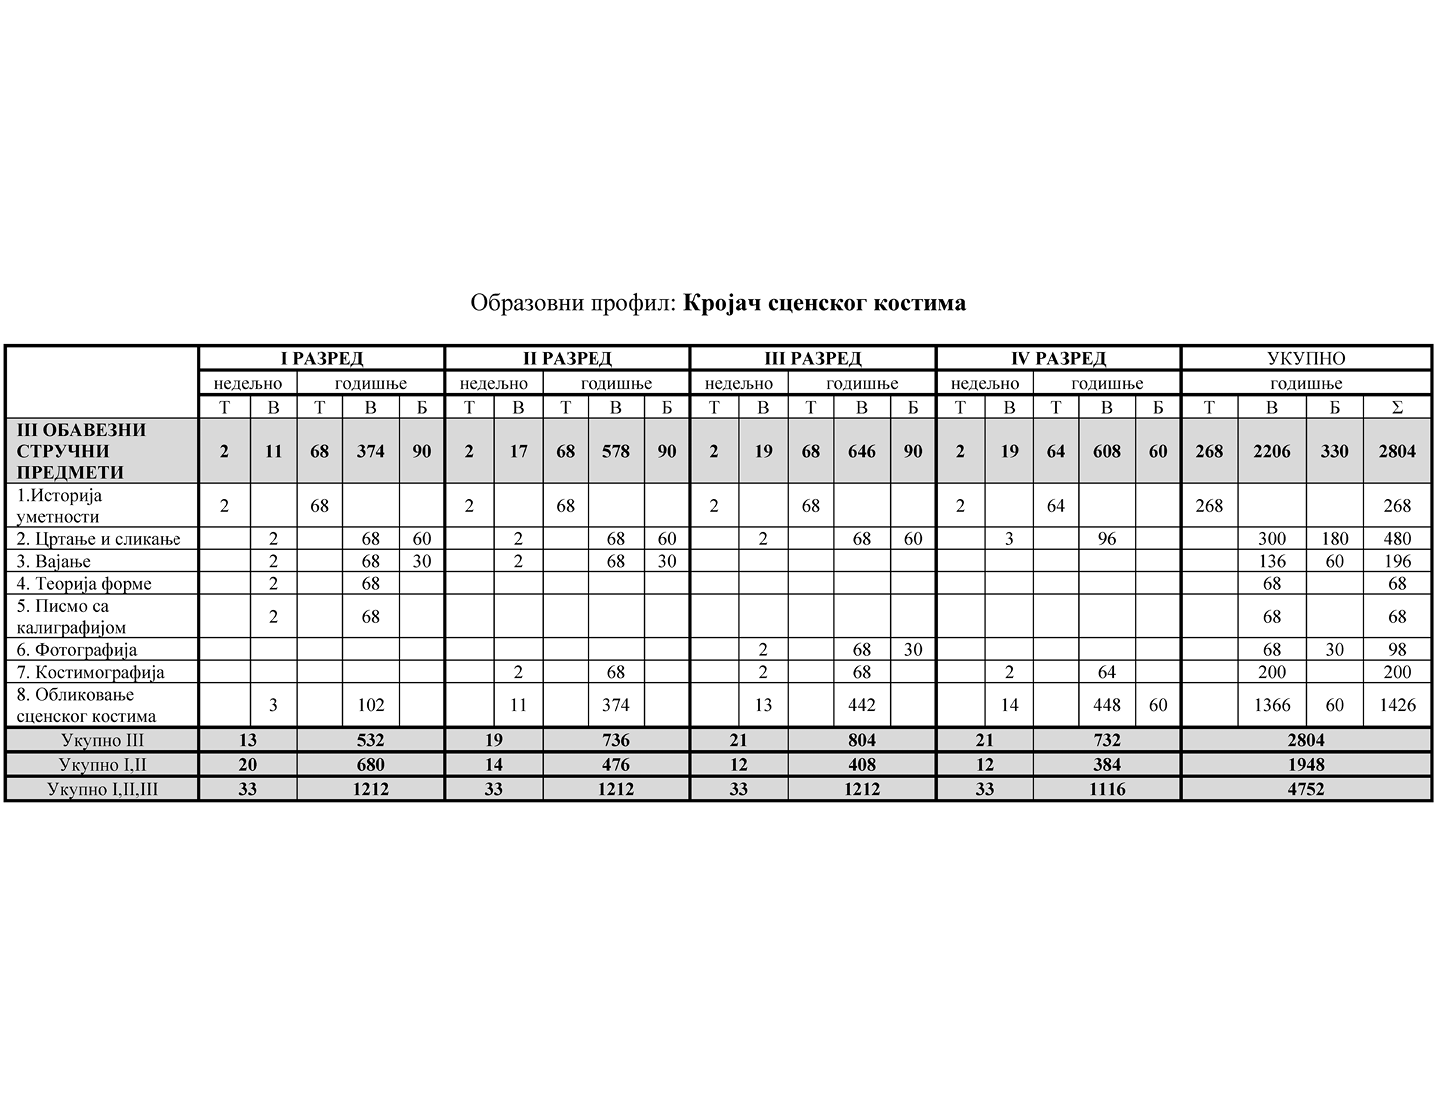 Образовни профил: Кројач сценског костима
I РАЗРЕД II РАЗРЕД III РАЗРЕД IV РАЗРЕД УКУПНО
недељно годишње недељно годишње недељно годишње недељно годишње годишње
Т В Т В Б Т В Т В Б Т В Т В Б Т В Т В Б Т В Б Σ
III ОБАВЕЗНИ
СТРУЧНИ
ПРЕДМЕТИ
2 11 68 374 90 2 17 68 578 90 2 19 68 646 90 2 19 64 608 60 268 2206 330 2804
1.Историја
уметности
2 68 2 68 2 68 2 64 268 268
2. Цртање и сликање 2 68 60 2 68 60 2 68 60 3 96 300 180 480
3. Вајање 2 68 30 2 68 30 136 60 196
4. Теорија форме 2 68 68 68
5. Писмо са
калиграфијом
2 68 68 68
6. Фотографија 2 68 30 68 30 98
7. Костимографија 2 68 2 68 2 64 200 200
8. Обликовање
сценског костима
3 102 11 374 13 442 14 448 60 1366 60 1426
Укупно III 13 532 19 736 21 804 21 732 2804
Укупно I,II 20 680 14 476 12 408 12 384 1948
Укупно I,II,III 33 1212 33 1212 33 1212 33 1116 4752